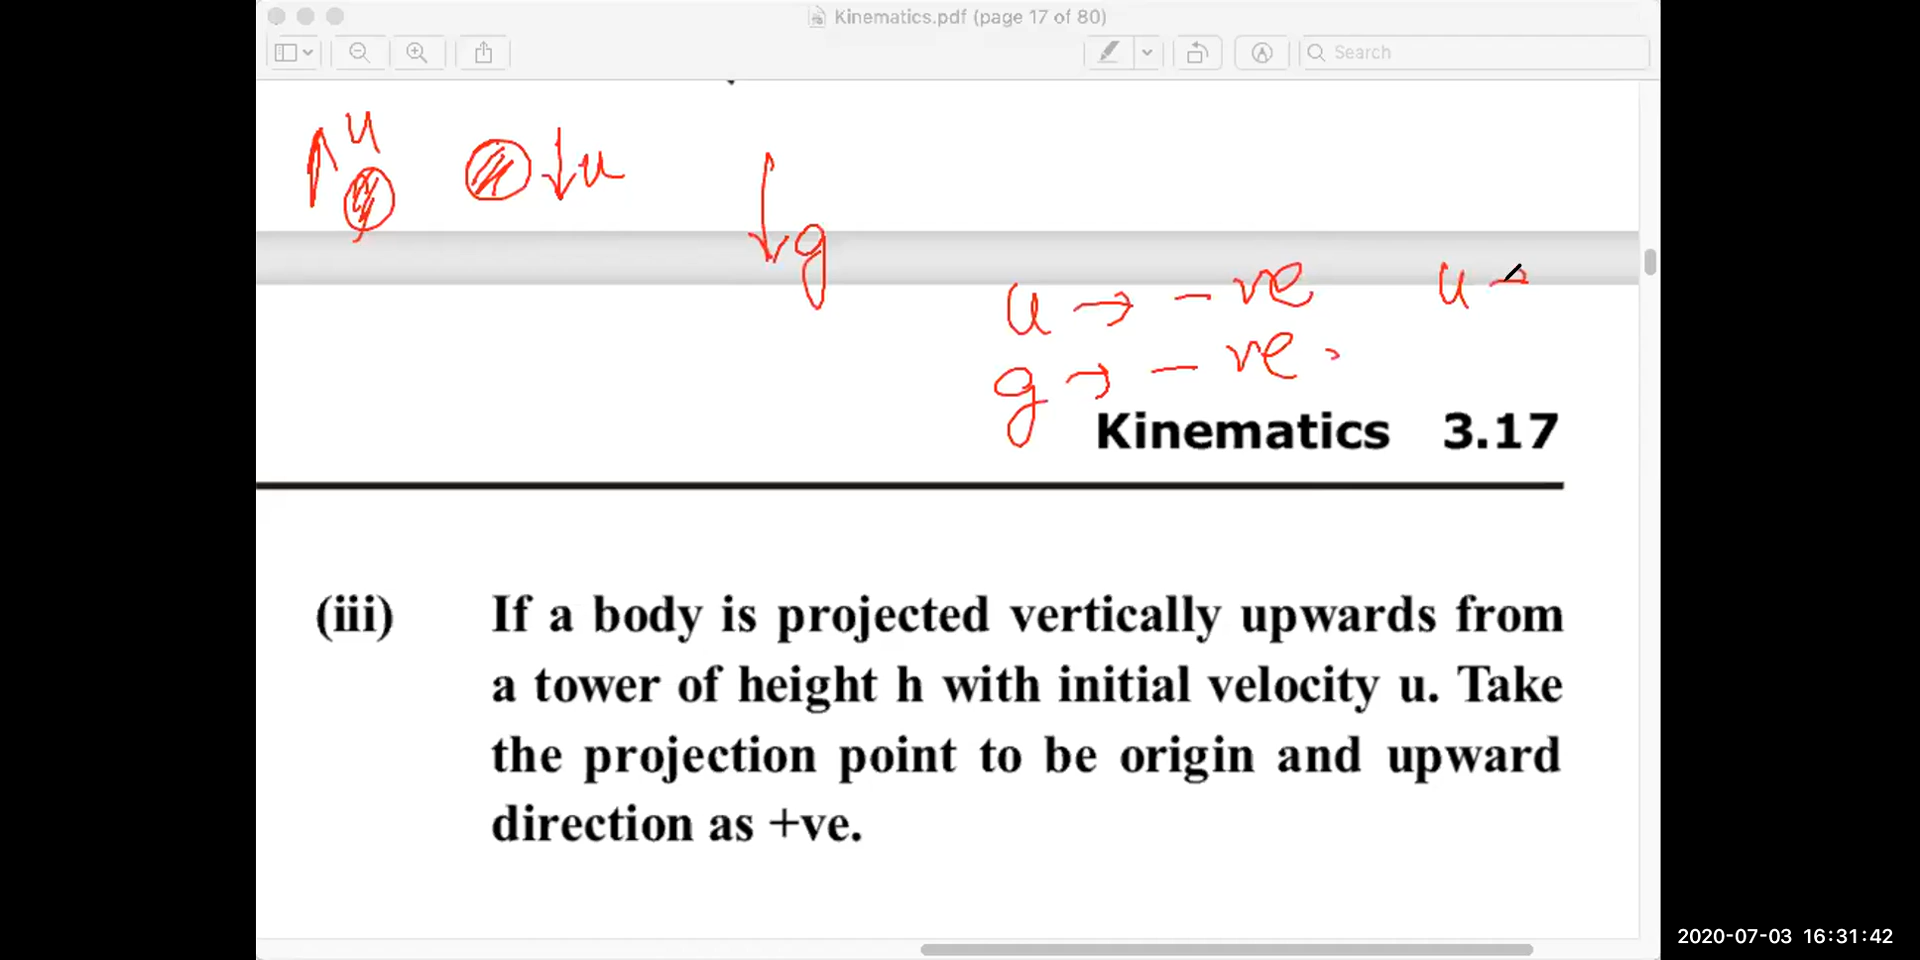 Kinematics.pdf (page 17 of 80)
Search
u
u
g
u → -ve
g → -ve
u →
Kinematics 3.17
(iii) If a body is projected vertically upwards from
a tower of height h with initial velocity u. Take
the projection point to be origin and upward
direction as +ve.
2020-07-03 16:31:42